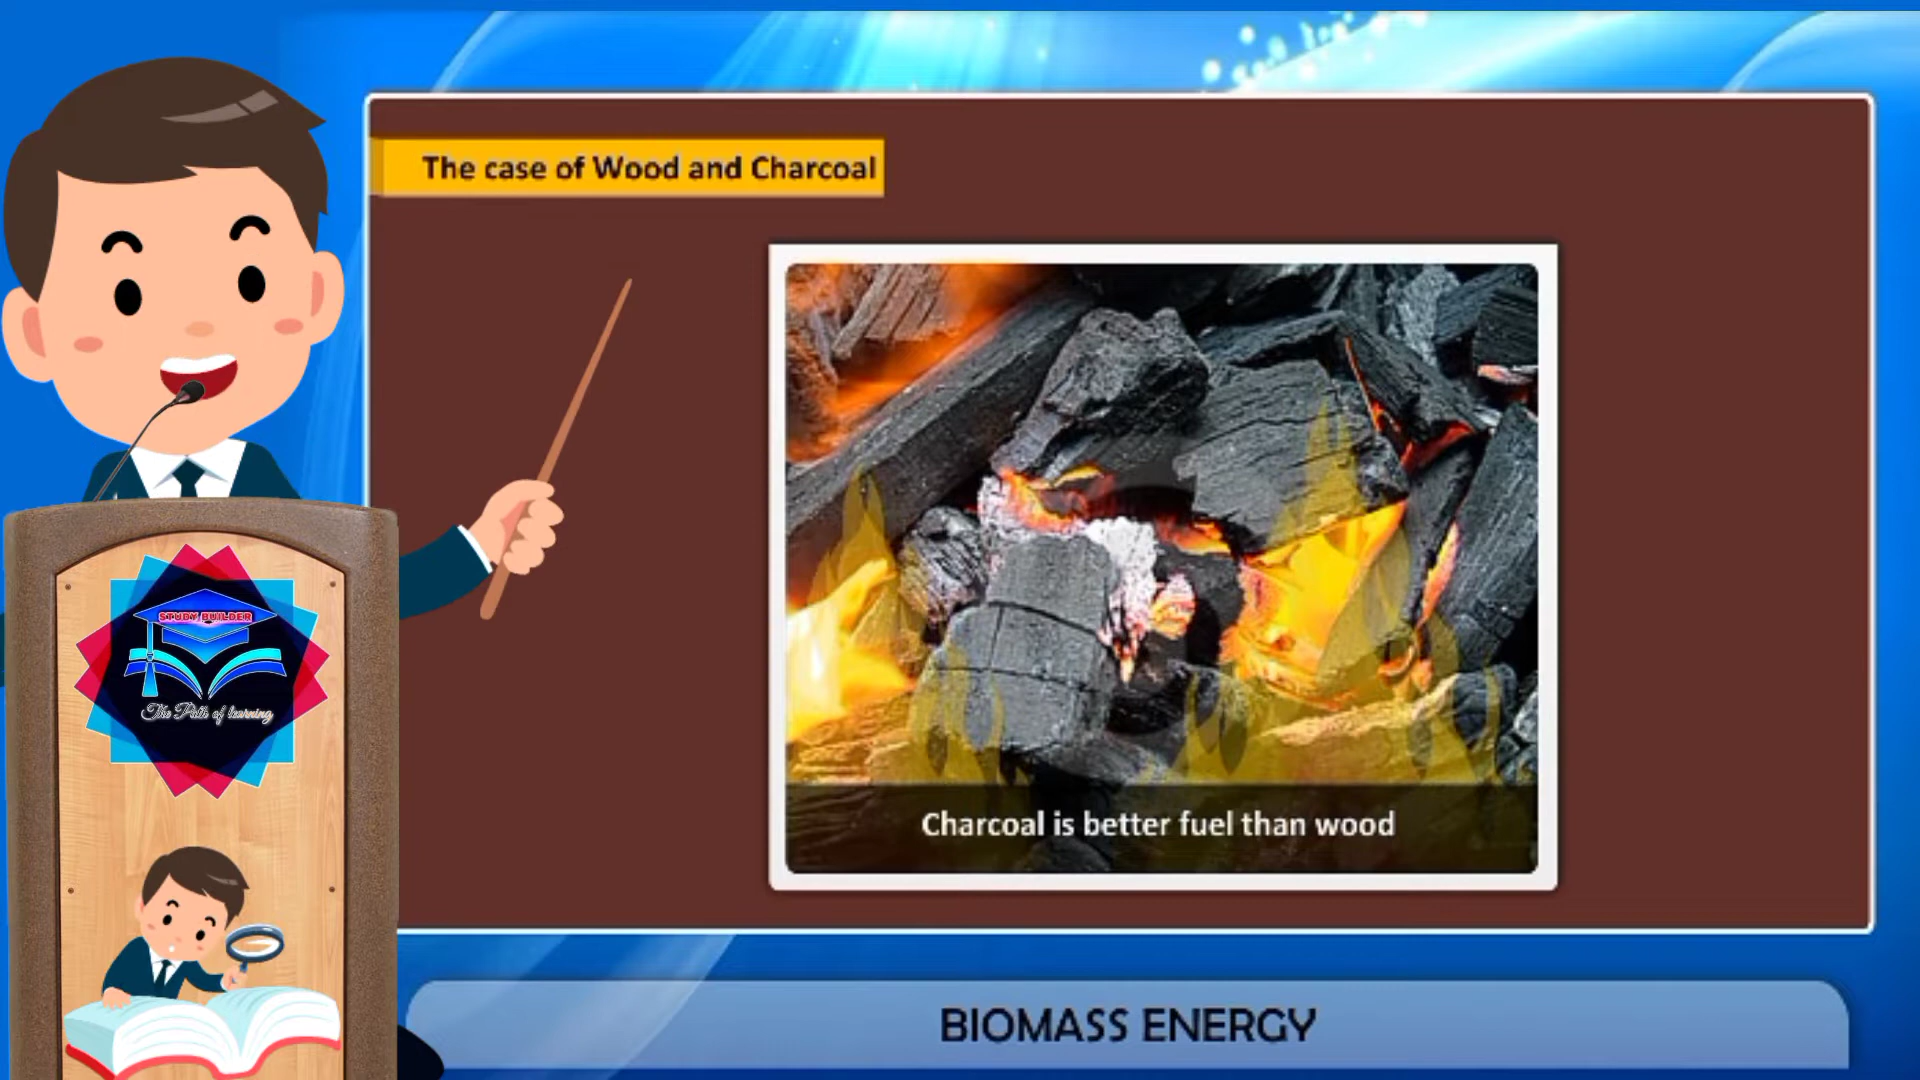 The case of Wood and Charcoal
Charcoal is better fuel than wood
BIOMASS ENERGY
STUDY BUILDER
The Path of learning